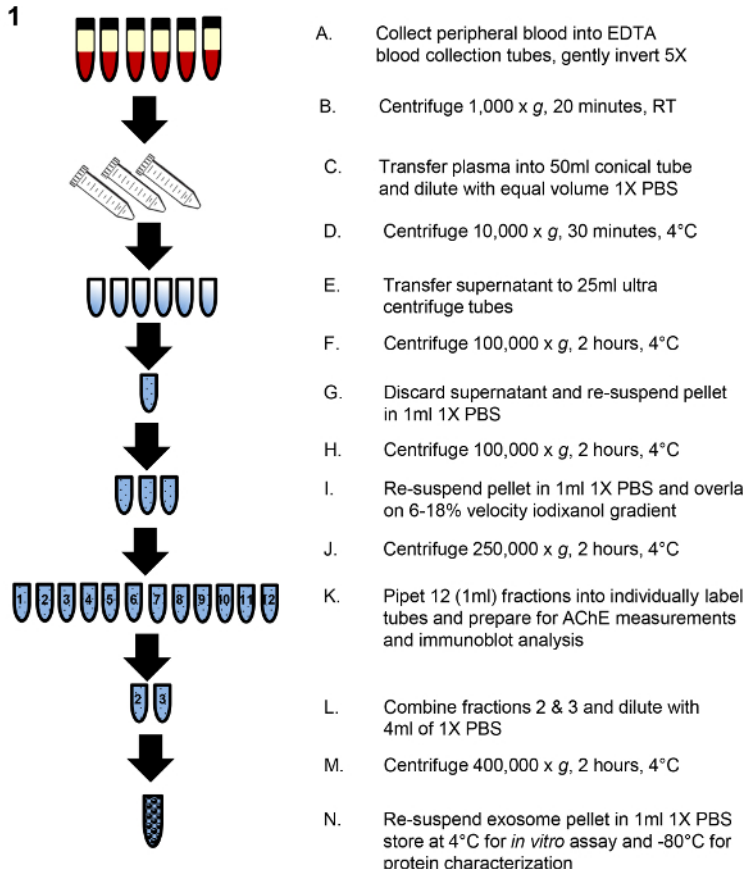 1
A. Collect peripheral blood into EDTA
blood collection tubes, gently invert 5X
B. Centrifuge 1,000 x g, 20 minutes, RT
C. Transfer plasma into 50ml conical tube
and dilute with equal volume 1X PBS
D. Centrifuge 10,000 x g, 30 minutes, 4°C
E. Transfer supernatant to 25ml ultra
centrifuge tubes
F. Centrifuge 100,000 x g, 2 hours, 4°C
G. Discard supernatant and re-suspend pellet
in 1ml 1X PBS
H. Centrifuge 100,000 x g, 2 hours, 4°C
I. Re-suspend pellet in 1ml 1X PBS and overla
on 6-18% velocity iodixanol gradient
J. Centrifuge 250,000 x g, 2 hours, 4°C
1 2 3 4 5 6 7 8 9 10 11 12
K. Pipet 12 (1ml) fractions into individually label
tubes and prepare for AChE measurements
and immunoblot analysis
2 3
L. Combine fractions 2 & 3 and dilute with
4ml of 1X PBS
M. Centrifuge 400,000 x g, 2 hours, 4°C
N. Re-suspend exosome pellet in 1ml 1X PBS
store at 4°C for in vitro assay and -80°C for
protein characterization